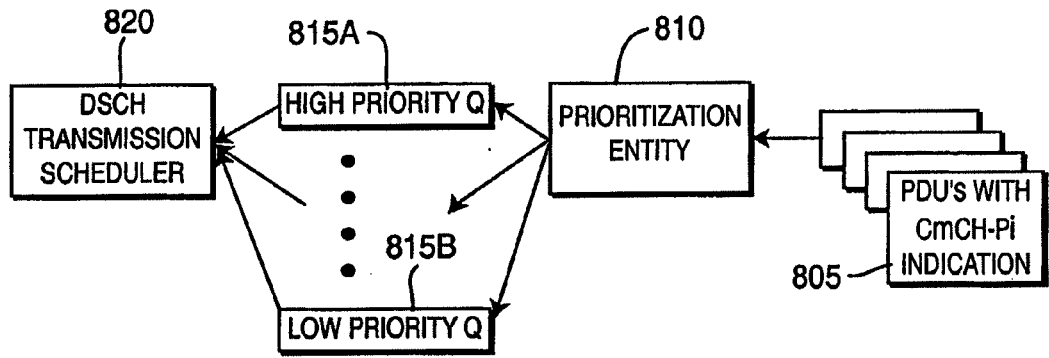 820
DSCH
TRANSMISSION
SCHEDULER
815A
HIGH PRIORITY Q
815B
LOW PRIORITY Q
810
PRIORITIZATION
ENTITY
PDU's WITH
CmCH-Pi
INDICATION
805